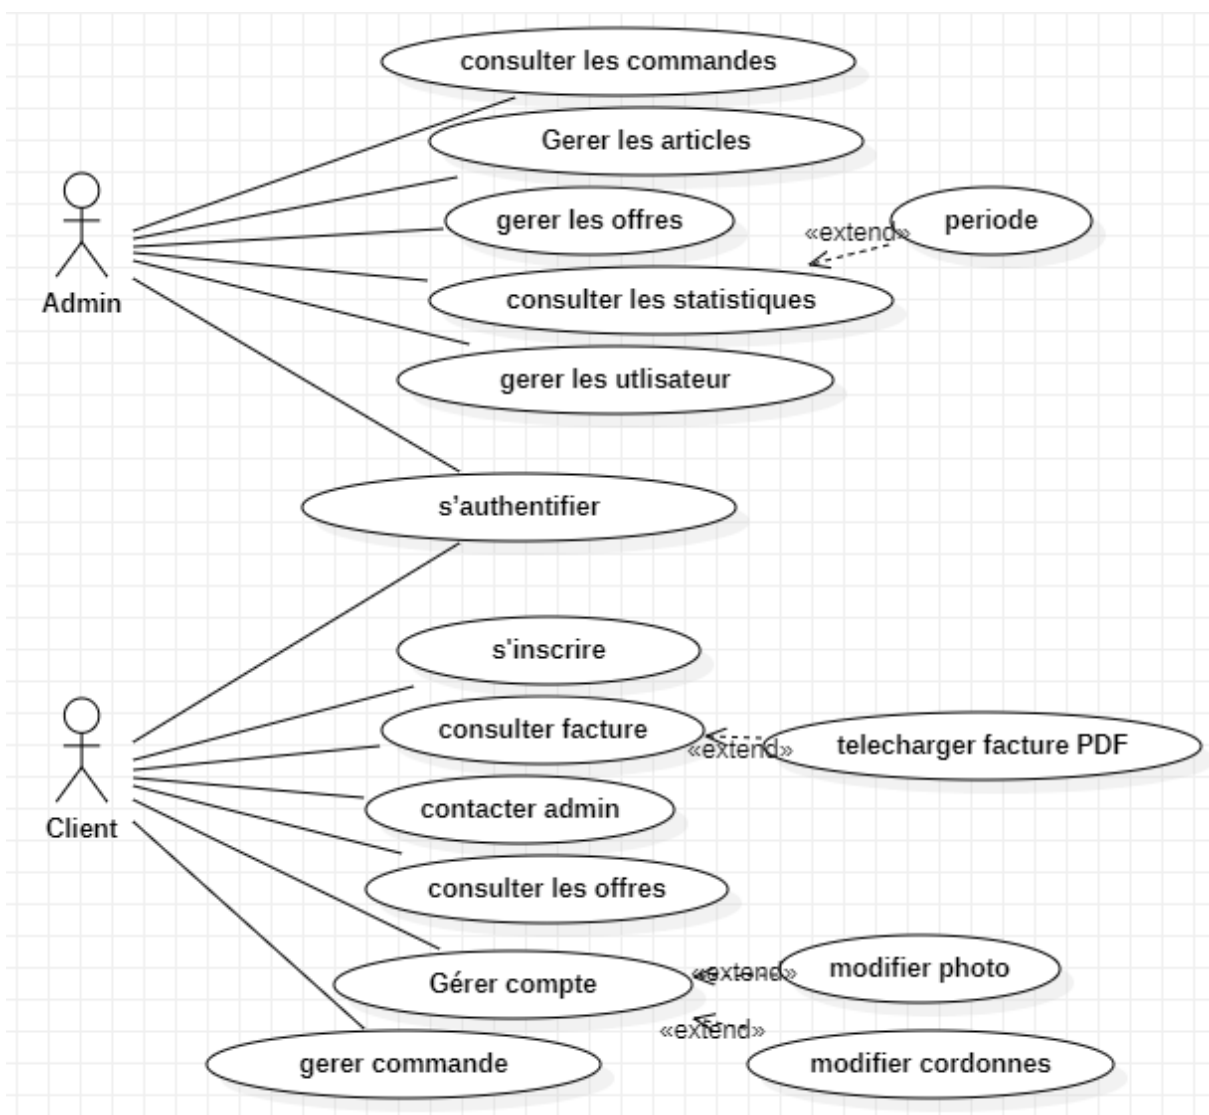 consulter les commandes
Gerer les articles
gerer les offres
periode
«extend»
consulter les statistiques
Admin
gerer les utlisateur
s'authentifier
s'inscrire
consulter facture
«extend»
telecharger facture PDF
contacter admin
Client
consulter les offres
Gérer compte
«extend»
modifier photo
«extend»
gerer commande
modifier cordonnes